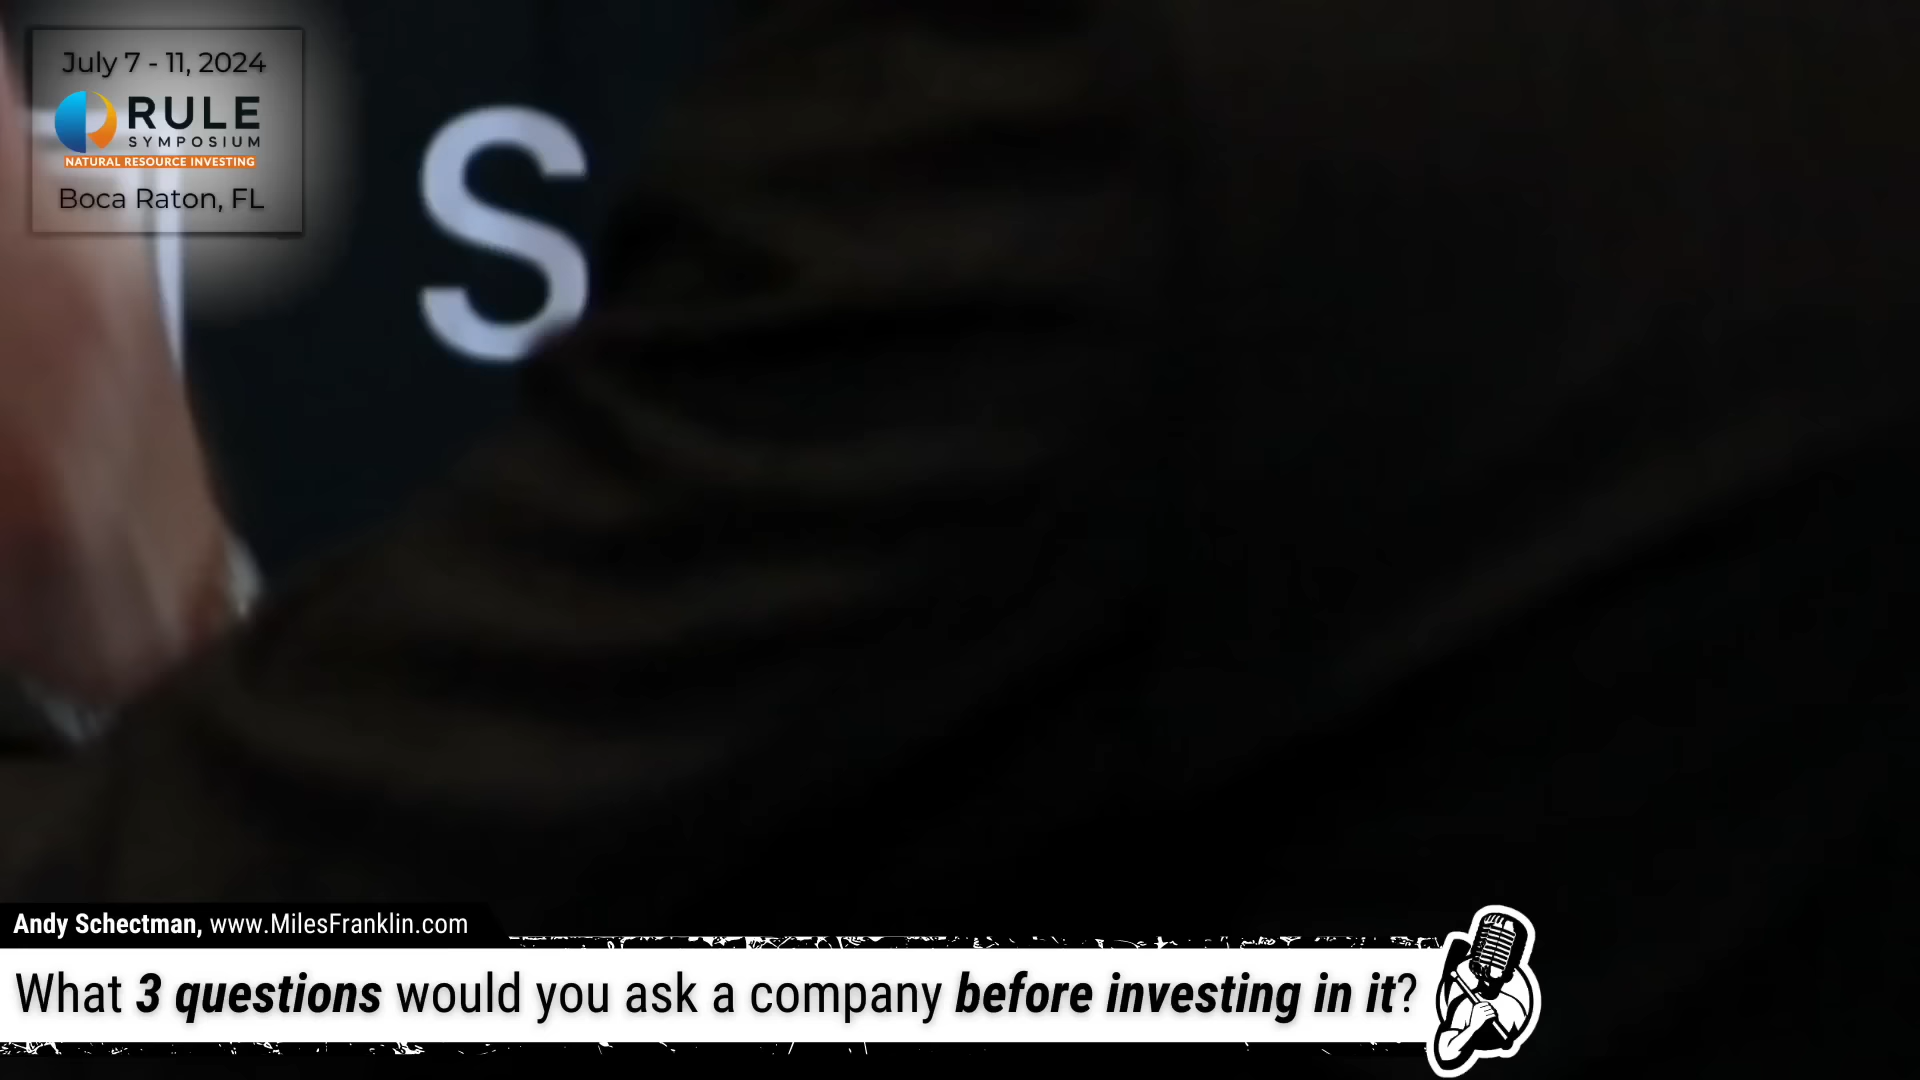 July 7 - 11, 2024
RULE
SYMPOSIUM
NATURAL RESOURCE INVESTING
Boca Raton, FL
S
Andy Schectman, www.MilesFranklin.com
What 3 questions would you ask a company before investing in it?